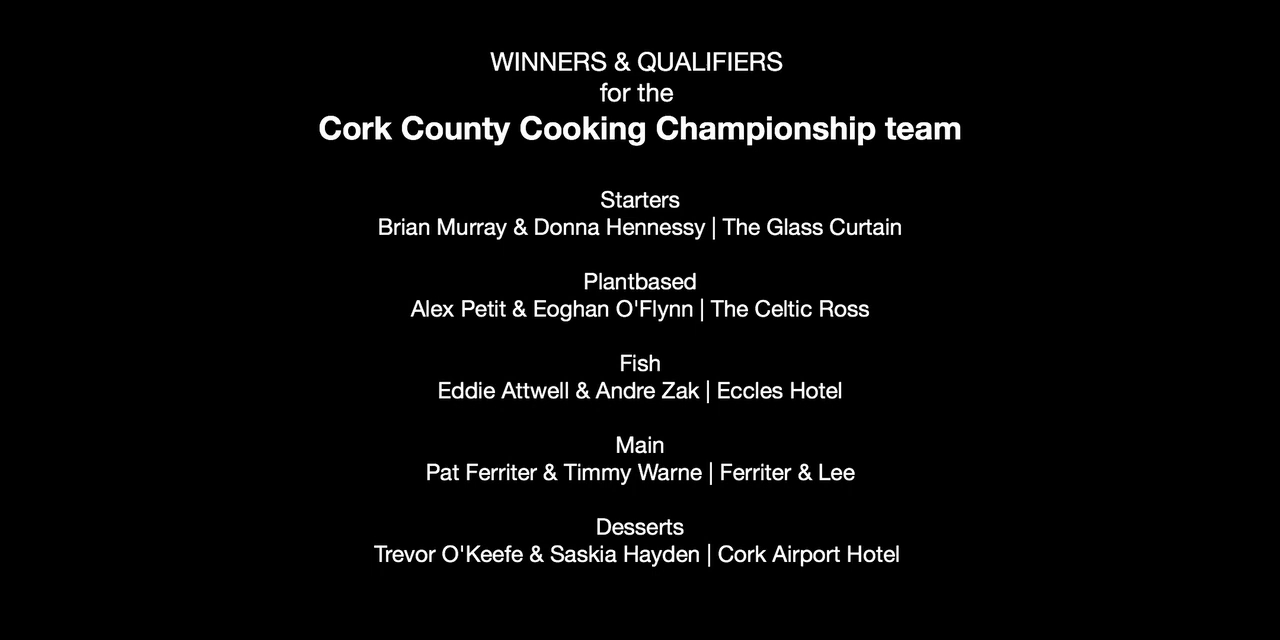 WINNERS & QUALIFIERS
for the
Cork County Cooking Championship team
Starters
Brian Murray & Donna Hennessy | The Glass Curtain
Plantbased
Alex Petit & Eoghan O'Flynn | The Celtic Ross
Fish
Eddie Attwell & Andre Zak | Eccles Hotel
Main
Pat Ferriter & Timmy Warne | Ferriter & Lee
Desserts
Trevor O'Keefe & Saskia Hayden | Cork Airport Hotel